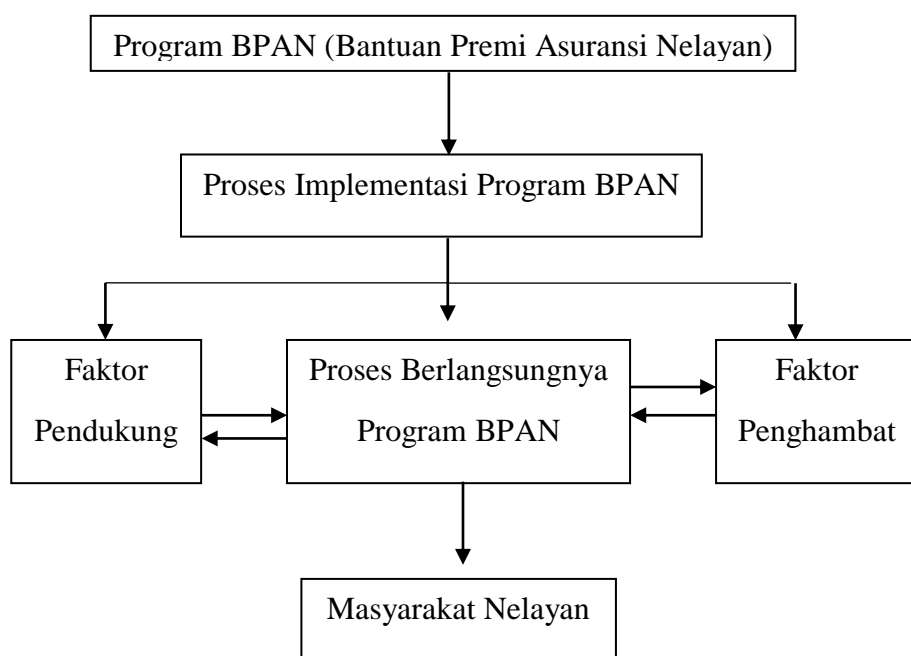 Program BPAN (Bantuan Premi Asuransi Nelayan)
Proses Implementasi Program BPAN
Faktor
Pendukung
Proses Berlangsungnya
Program BPAN
Faktor
Penghambat
Masyarakat Nelayan